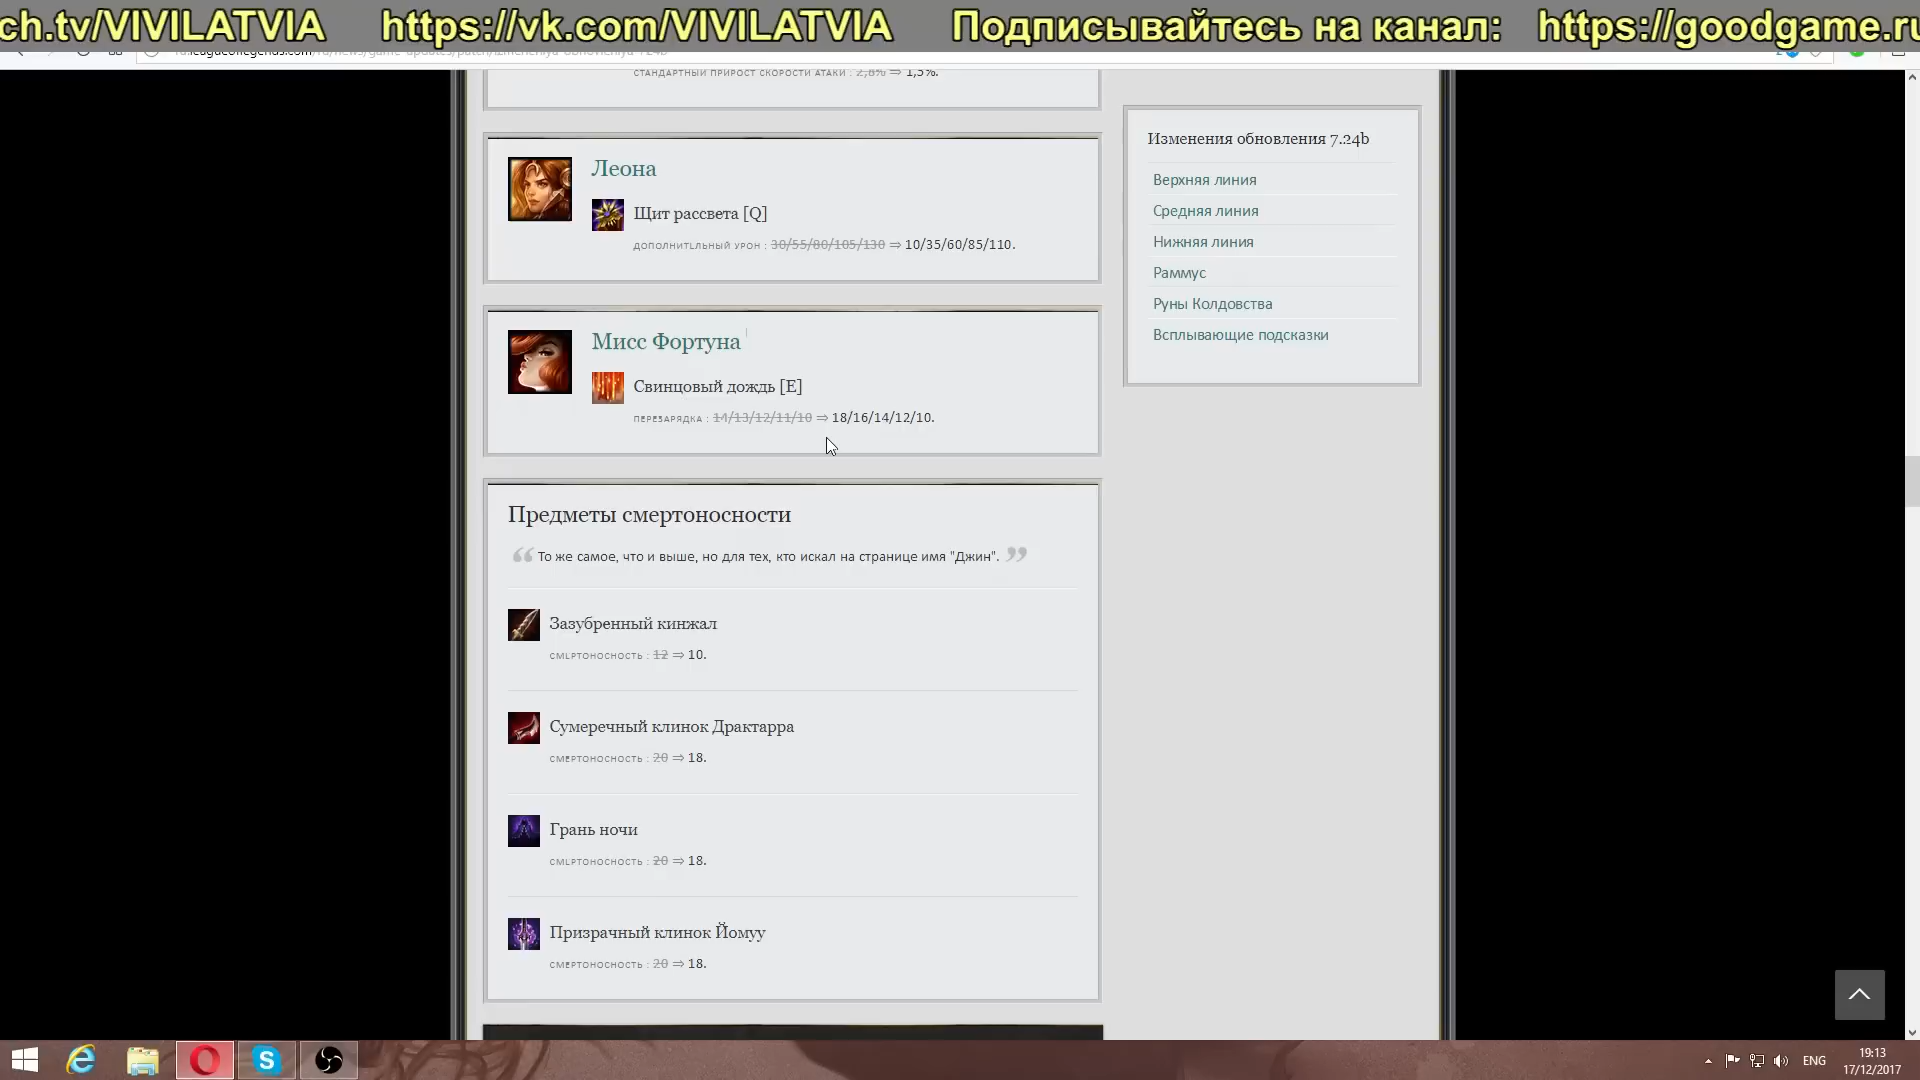 ch.tv/VIVILATVIA https://vk.com/VIVILATVIA Подписывайтесь на канал: https://goodgame.ru
СТАНДАРТНЫЙ ПРИРОСТ СКОРОСТИ АТАКИ : 2,8% ⇒ 1,5%.
Леона
Щит рассвета [Q]
ДОПОЛНИТЕЛЬНЫЙ УРОН : 30/55/80/105/130 ⇒ 10/35/60/85/110.
Мисс Фортуна
Свинцовый дождь [E]
ПЕРЕЗАРЯДКА : 14/13/12/11/10 ⇒ 18/16/14/12/10.
Предметы смертоносности
“ То же самое, что и выше, но для тех, кто искал на странице имя "Джин". ”
Зазубренный кинжал
СМЕРТОНОСНОСТЬ : 12 ⇒ 10.
Сумеречный клинок Драктарра
СМЕРТОНОСНОСТЬ : 20 ⇒ 18.
Грань ночи
СМЕРТОНОСНОСТЬ : 20 ⇒ 18.
Призрачный клинок Йомуу
СМЕРТОНОСНОСТЬ : 20 ⇒ 18.
Изменения обновления 7.24b
Верхняя линия
Средняя линия
Нижняя линия
Раммус
Руны Колдовства
Всплывающие подсказки
ENG
19:13
17/12/2017